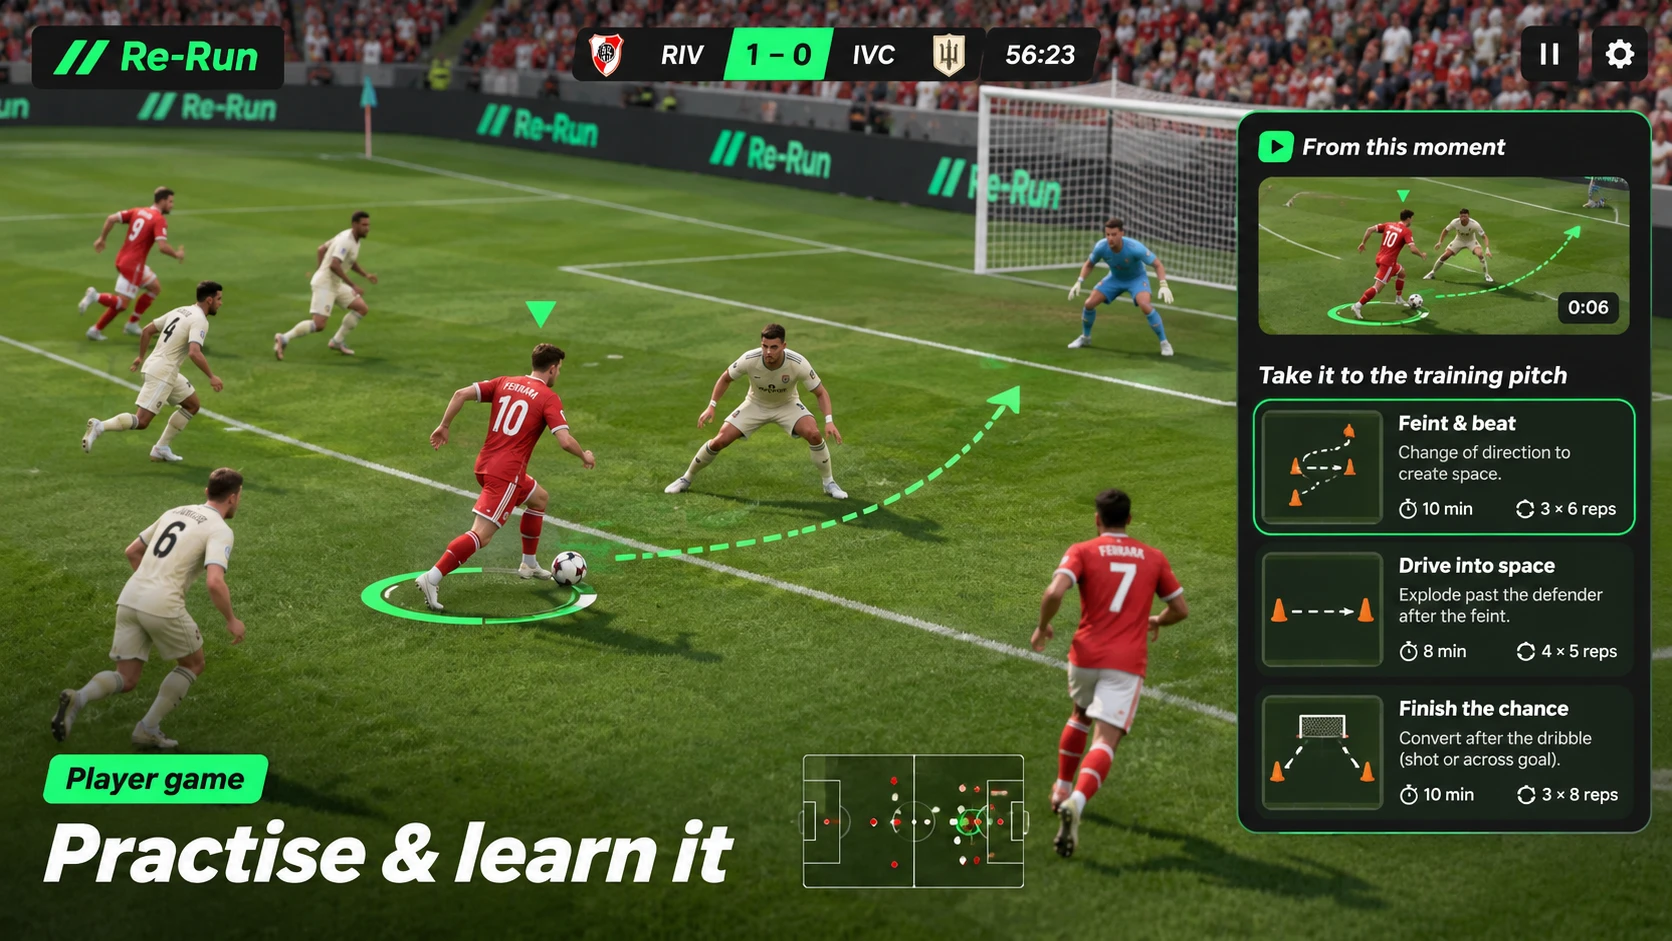 Re-Run
RIV 1 – 0 IVC 56:23
un Re-Run Re-Run Re-Run Re-Run
From this moment
9
10
0:06
4
FERRARA
10
6
FERRARA
7
Take it to the training pitch
Feint & beat
Change of direction to
create space.
10 min 3 × 6 reps
Drive into space
Explode past the defender
after the feint.
8 min 4 × 5 reps
Finish the chance
Convert after the dribble
(shot or across goal).
10 min 3 × 8 reps
Player game
Practise & learn it